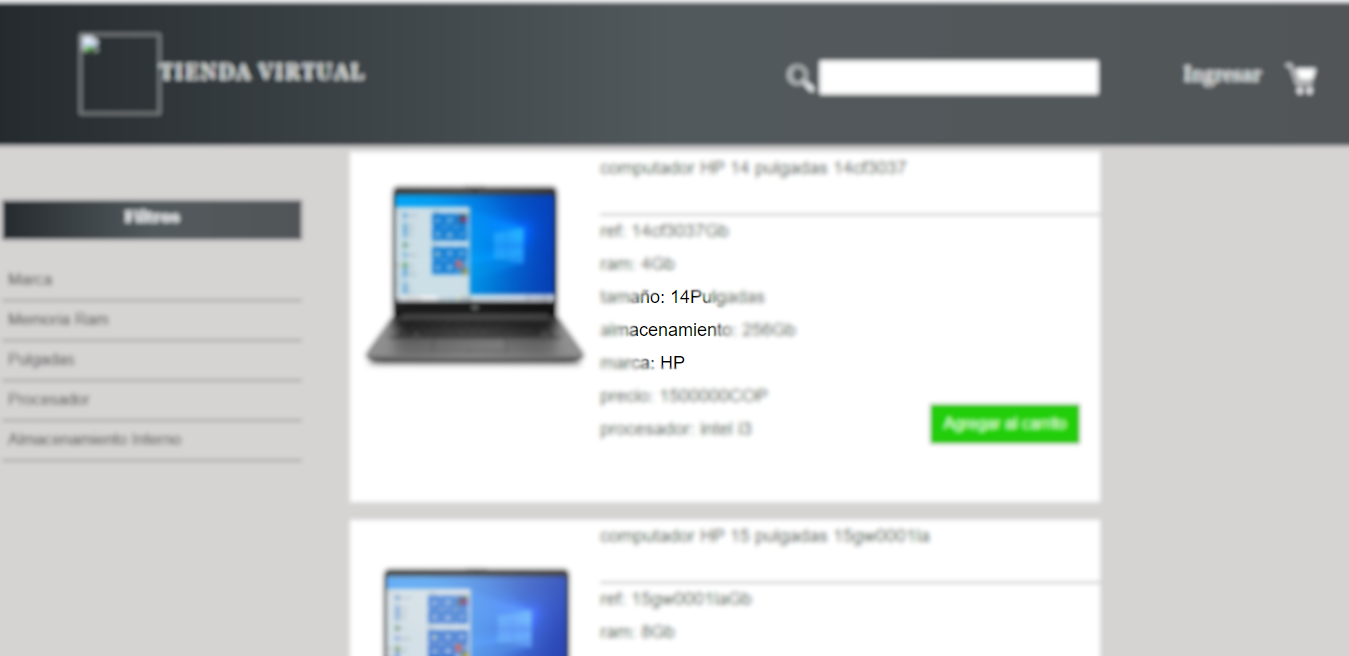 TIENDA VIRTUAL
Ingresar
Filtros
Marca
Memoria Ram
Pulgadas
Procesador
Almacenamiento Interno
computador HP 14 pulgadas 14cf3037
ref: 14cf3037Gb
ram: 4Gb
tamaño: 14Pulgadas
almacenamiento: 256Gb
marca: HP
precio: 1500000COP
procesador: intel i3
Agregar al carrito
computador HP 15 pulgadas 15gw0001la
ref: 15gw0001laGb
ram: 8Gb